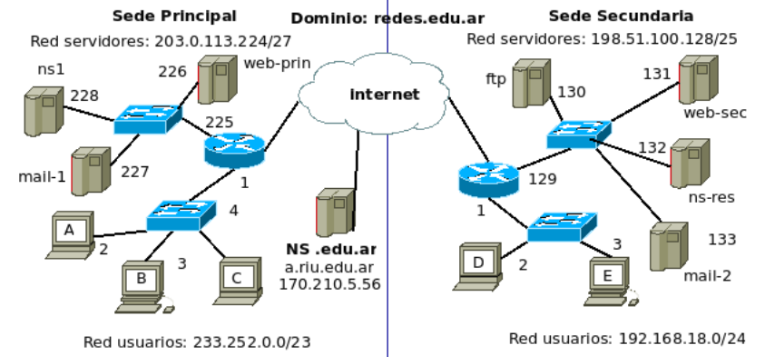 Sede Principal
Dominio: redes.edu.ar
Sede Secundaria
Red servidores: 203.0.113.224/27
Red servidores: 198.51.100.128/25
ns1
226
web-prin
228
225
mail-1
227
1
internet
ftp
130
131
web-sec
132
129
ns-res
1
133
mail-2
A
2
4
B
3
C
NS .edu.ar
a.riu.edu.ar
170.210.5.56
D
2
3
E
Red usuarios: 233.252.0.0/23
Red usuarios: 192.168.18.0/24